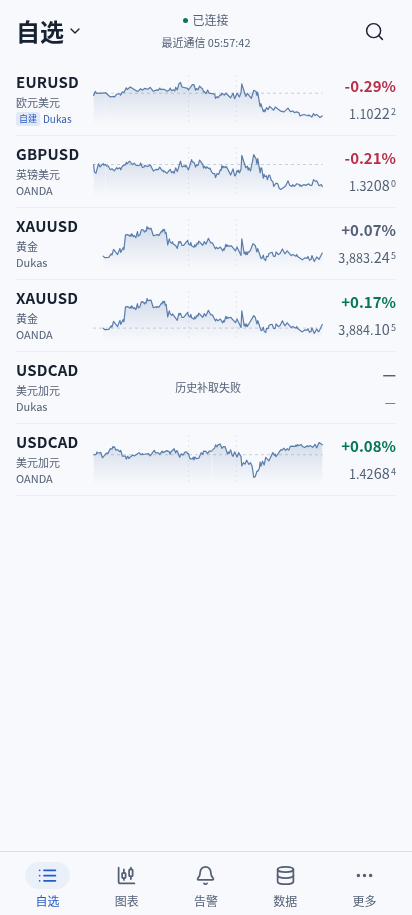 自选
已连接
最近通信 05:57:42
EURUSD
欧元美元
自建 Dukas
-0.29%
1.1022²
GBPUSD
英镑美元
OANDA
-0.21%
1.3208⁰
XAUUSD
黄金
Dukas
+0.07%
3,883.24⁵
XAUUSD
黄金
OANDA
+0.17%
3,884.10⁵
USDCAD
美元加元
Dukas
历史补取失败
—
—
USDCAD
美元加元
OANDA
+0.08%
1.4268⁴
自选
图表
告警
数据
更多